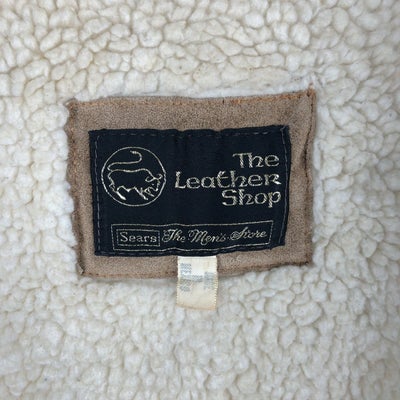 The
Leather
Shop
Sears The Men's Store